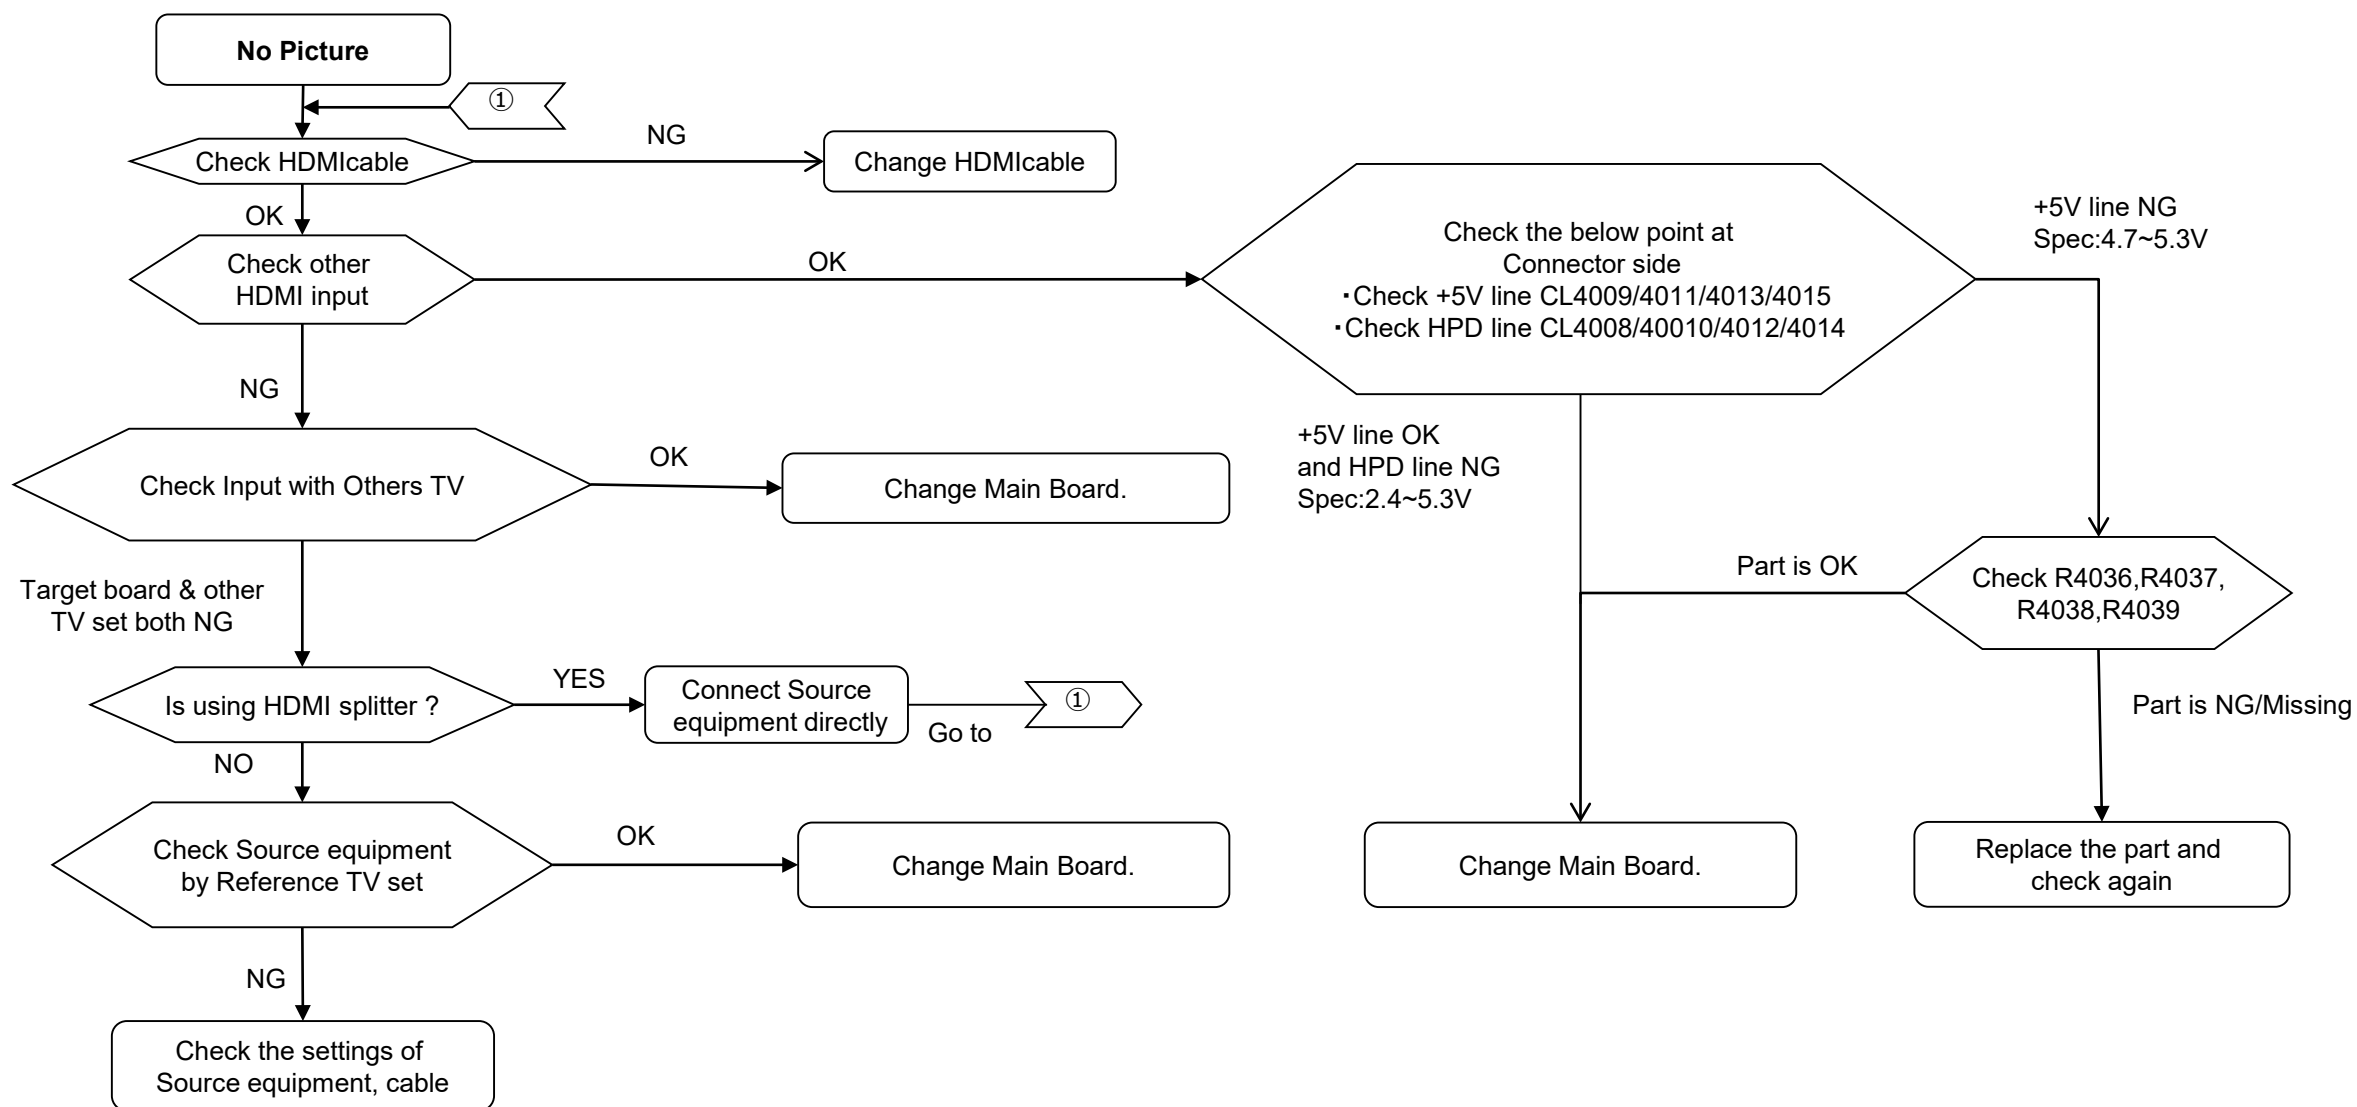 No Picture
①
Check HDMIcable
NG
Change HDMIcable
OK
Check other
HDMI input
OK
Check the below point at
Connector side
・Check +5V line CL4009/4011/4013/4015
・Check HPD line CL4008/40010/4012/4014
+5V line NG
Spec:4.7~5.3V
NG
Check Input with Others TV
OK
Change Main Board.
+5V line OK
and HPD line NG
Spec:2.4~5.3V
Part is OK
Check R4036,R4037,
R4038,R4039
Target board & other
TV set both NG
Is using HDMI splitter ?
YES
Connect Source
equipment directly
Go to
①
Part is NG/Missing
NO
Check Source equipment
by Reference TV set
OK
Change Main Board.
Change Main Board.
Replace the part and
check again
NG
Check the settings of
Source equipment, cable